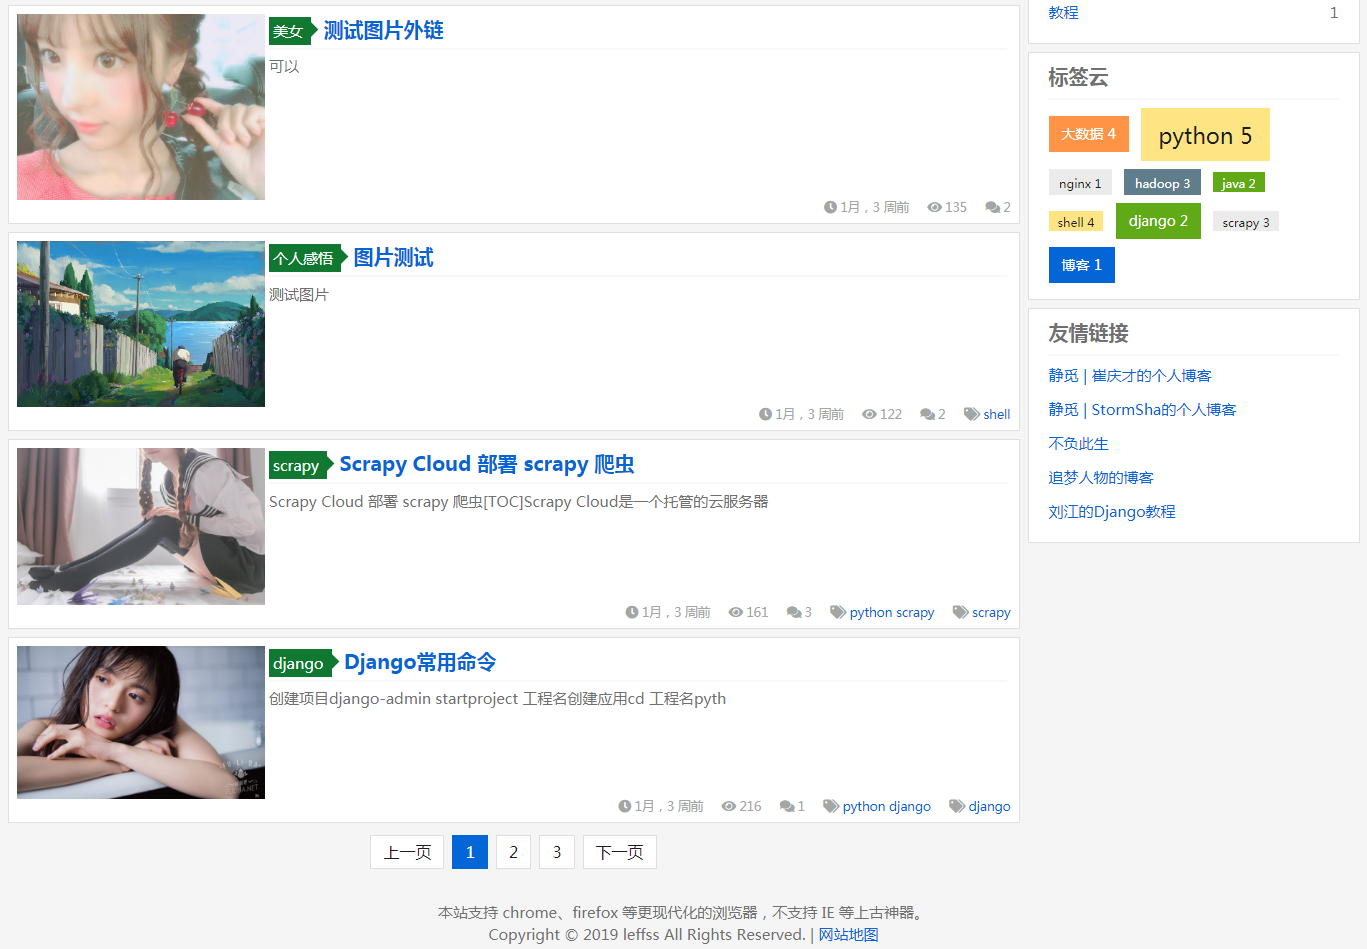 美女 测试图片外链
可以
1月，3 周前 135 2
个人感悟 图片测试
测试图片
1月，3 周前 122 2 shell
scrapy Scrapy Cloud 部署 scrapy 爬虫
Scrapy Cloud 部署 scrapy 爬虫[TOC]Scrapy Cloud是一个托管的云服务器
1月，3 周前 161 3 python scrapy scrapy
django Django常用命令
创建项目django-admin startproject 工程名创建应用cd 工程名pyth
1月，3 周前 216 1 python django django
上一页 1 2 3 下一页
教程 1
标签云
大数据 4 python 5
nginx 1 hadoop 3 java 2
shell 4 django 2 scrapy 3
博客 1
友情链接
静觅 | 崔庆才的个人博客
静觅 | StormSha的个人博客
不负此生
追梦人物的博客
刘江的Django教程
本站支持 chrome、firefox 等更现代化的浏览器，不支持 IE 等上古神器。
Copyright © 2019 leffss All Rights Reserved. | 网站地图